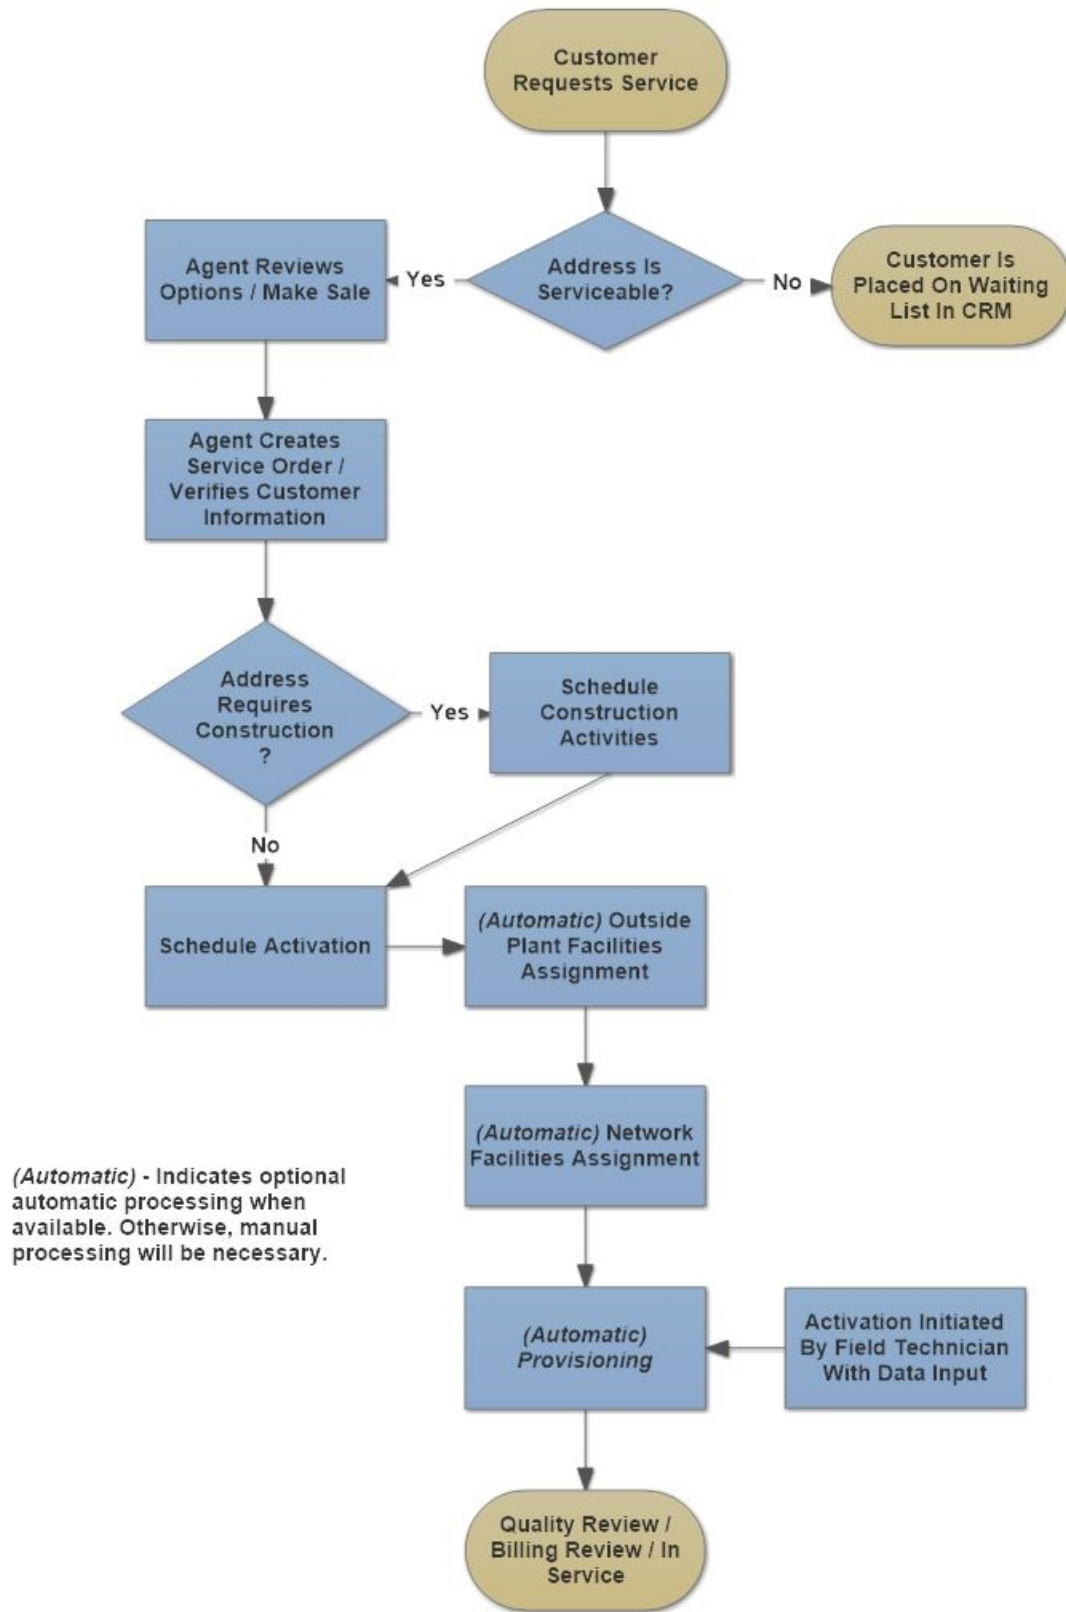 Customer
Requests Service
Address Is
Serviceable?
Yes
No
Agent Reviews
Options / Make Sale
Customer Is
Placed On Waiting
List In CRM
Agent Creates
Service Order /
Verifies Customer
Information
Address
Requires
Construction
?
Yes
Schedule
Construction
Activities
No
Schedule Activation
(Automatic) Outside
Plant Facilities
Assignment
(Automatic) Network
Facilities Assignment
(Automatic) - Indicates optional
automatic processing when
available. Otherwise, manual
processing will be necessary.
(Automatic)
Provisioning
Activation Initiated
By Field Technician
With Data Input
Quality Review /
Billing Review / In
Service